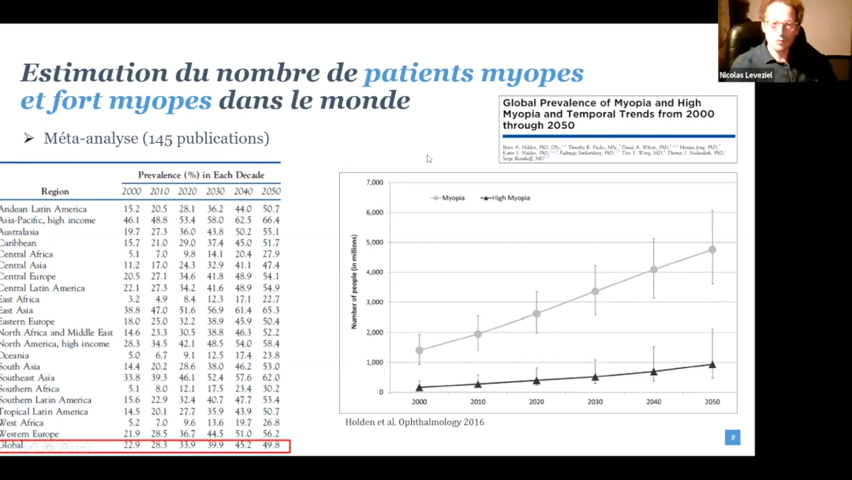 Nicolas Leveziel
Estimation du nombre de patients myopes
et fort myopes dans le monde
Méta-analyse (145 publications)
Global Prevalence of Myopia and High
Myopia and Temporal Trends from 2000
through 2050
Prevalence (%) in Each Decade
Region 2000 2010 2020 2030 2040 2050
Andean Latin America 15.2 20.5 28.1 36.2 44.0 50.7
Asia-Pacific, high income 46.1 48.8 53.4 58.0 62.5 66.4
Australasia 19.7 27.3 36.0 43.8 50.2 55.1
Caribbean 15.7 21.0 29.0 37.4 45.0 51.7
Central Africa 5.1 7.0 9.8 14.1 20.4 27.9
Central Asia 11.2 17.0 24.3 32.9 41.1 47.4
Central Europe 20.5 27.1 34.6 41.8 48.9 54.1
Central Latin America 22.1 27.3 34.2 41.6 48.9 54.9
East Africa 3.2 4.9 8.4 12.3 17.1 22.7
East Asia 38.8 47.0 51.6 56.9 61.4 65.3
Eastern Europe 18.0 25.0 32.2 38.9 45.9 50.4
North Africa and Middle East 14.6 23.3 30.5 38.8 46.3 52.2
North America, high income 28.3 34.5 42.1 48.5 54.0 58.4
Oceania 5.0 6.7 9.1 12.5 17.4 23.8
South Asia 14.4 20.2 28.6 38.0 46.2 53.0
Southeast Asia 33.8 39.3 46.1 52.4 57.6 62.0
Southern Africa 5.1 8.0 12.1 17.5 23.4 30.2
Southern Latin America 15.6 22.9 32.4 40.7 47.7 53.4
Tropical Latin America 14.5 20.1 27.7 35.9 43.9 50.7
West Africa 5.2 7.0 9.6 13.6 19.7 26.8
Western Europe 21.9 28.5 36.7 44.5 51.0 56.2
Global 22.9 28.3 33.9 39.9 45.2 49.8
Myopia High Myopia
Number of people (in millions)
7,000
6,000
5,000
4,000
3,000
2,000
1,000
0
2000 2010 2020 2030 2040 2050
Holden et al. Ophthalmology 2016
8